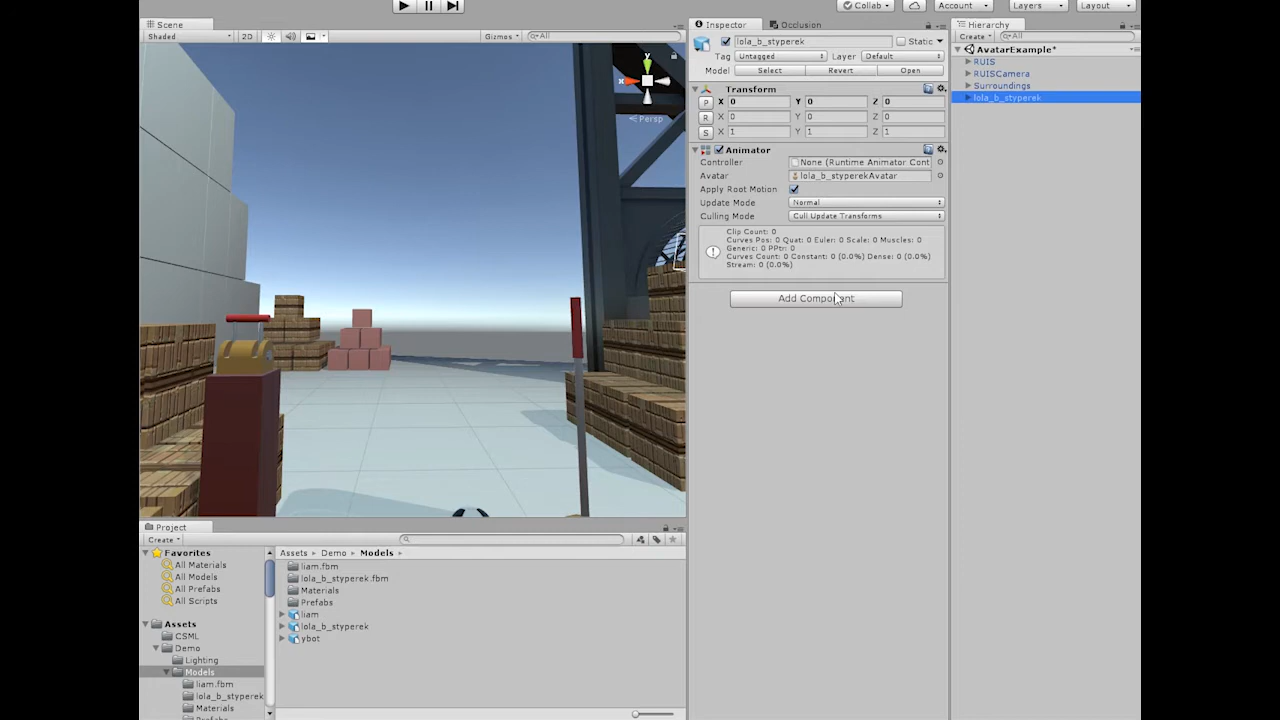 Collab
Account
Layers
Layout
Scene
Shaded
2D
Gizmos
All
Persp
x
y
Inspector
Occlusion
lola_b_styperek
Static
Tag Untagged Layer Default
Model Select Revert Open
Transform
P X 0 Y 0 Z 0
R X 0 Y 0 Z 0
S X 1 Y 1 Z 1
Animator
Controller None (Runtime Animator Cont
Avatar lola_b_styperekAvatar
Apply Root Motion
Update Mode Normal
Culling Mode Cull Update Transforms
Clip Count: 0
Curves Pos: 0 Quat: 0 Euler: 0 Scale: 0 Muscles: 0
Generic: 0 PPtr: 0
Curves Count: 0 Constant: 0 (0.0%) Dense: 0 (0.0%)
Stream: 0 (0.0%)
Add Component
Hierarchy
Create All
AvatarExample*
RUIS
RUISCamera
Surroundings
lola_b_styperek
Project
Create
Favorites
All Materials
All Models
All Prefabs
All Scripts
Assets
CSML
Demo
Lighting
Models
liam.fbm
lola_b_styperek
Materials
Prefabs
Assets Demo Models
liam.fbm
lola_b_styperek.fbm
Materials
Prefabs
liam
lola_b_styperek
ybot